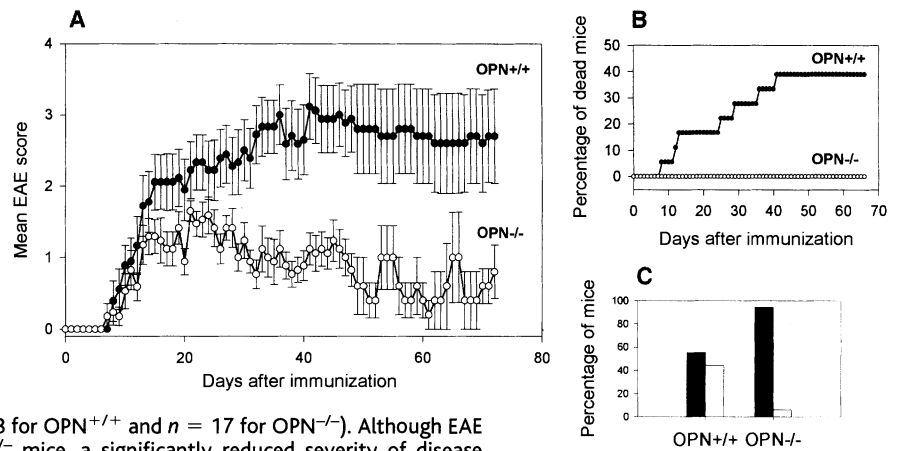 A
4
3
2
1
0
Mean EAE score
OPN+/+
OPN-/-
0 20 40 60 80
Days after immunization
B
50
40
30
20
10
0
Percentage of dead mice
OPN+/+
OPN-/-
0 10 20 30 40 50 60 70
Days after immunization
C
100
80
60
40
20
0
Percentage of mice
OPN+/+ OPN-/-
for OPN+/+ and n = 17 for OPN−/−). Although EAE
mice, a significantly reduced severity of disease